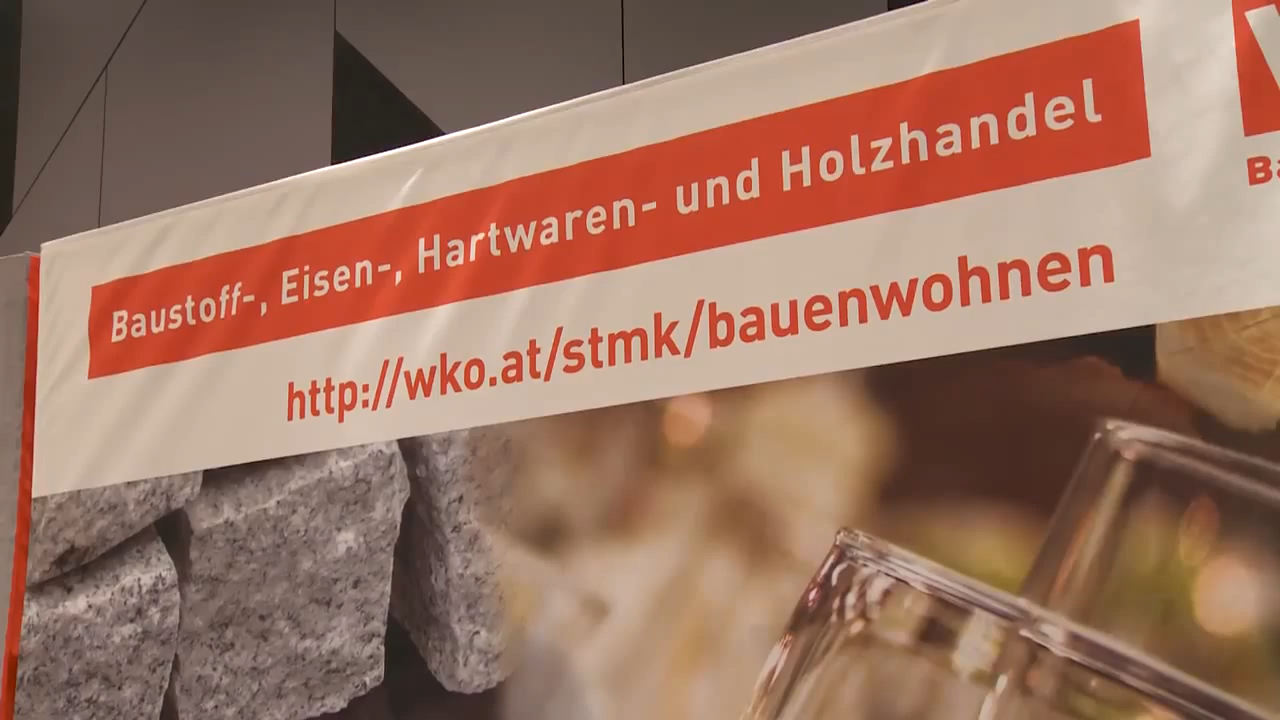 Baustoff-, Eisen-, Hartwaren- und Holzhandel
http://wko.at/stmk/bauenwohnen